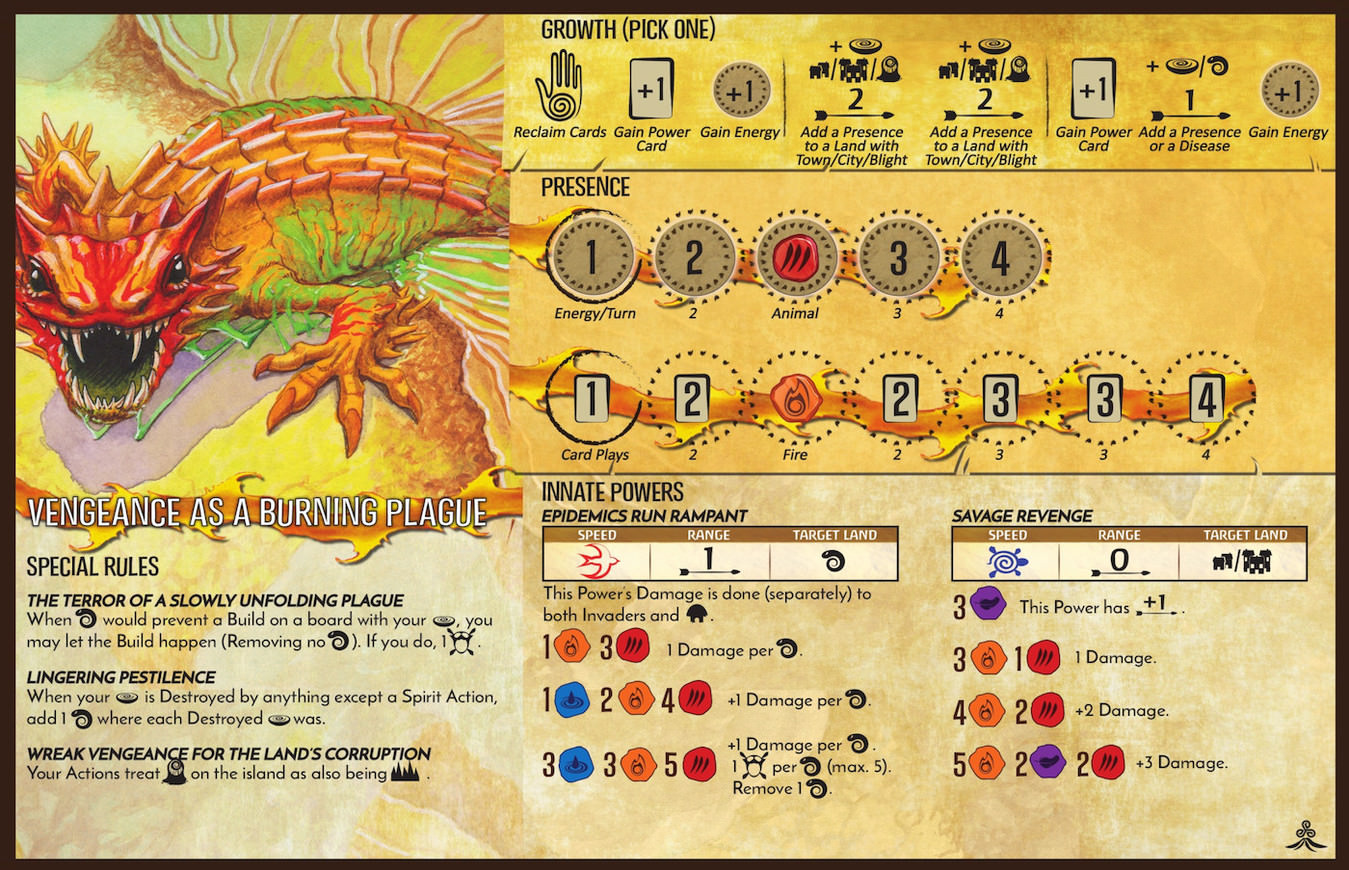 GROWTH (PICK ONE)
+1
+1
+
/ /
2
+
/ /
2
+1
+ /
1
+1
Reclaim Cards
Gain Power
Card
Gain Energy
Add a Presence
to a Land with
Town/City/Blight
Add a Presence
to a Land with
Town/City/Blight
Gain Power
Card
Add a Presence
or a Disease
Gain Energy
PRESENCE
1 2 3 4
Energy/Turn 2 Animal 3 4
1 2 2 3 3 4
Card Plays 2 Fire 2 3 3 4
VENGEANCE AS A BURNING PLAGUE
SPECIAL RULES
THE TERROR OF A SLOWLY UNFOLDING PLAGUE
When would prevent a Build on a board with your , you
may let the Build happen (Removing no ). If you do, 1 .
LINGERING PESTILENCE
When your is Destroyed by anything except a Spirit Action,
add 1 where each Destroyed was.
WREAK VENGEANCE FOR THE LAND'S CORRUPTION
Your Actions treat on the island as also being .
INNATE POWERS
EPIDEMICS RUN RAMPANT
SPEED RANGE TARGET LAND
1
This Power's Damage is done (separately) to
both Invaders and .
1 3 1 Damage per .
1 2 4 +1 Damage per .
3 3 5 +1 Damage per .
1 per (max. 5).
Remove 1 .
SAVAGE REVENGE
SPEED RANGE TARGET LAND
0 /
3 This Power has +1 .
3 1 1 Damage.
4 2 +2 Damage.
5 2 2 +3 Damage.